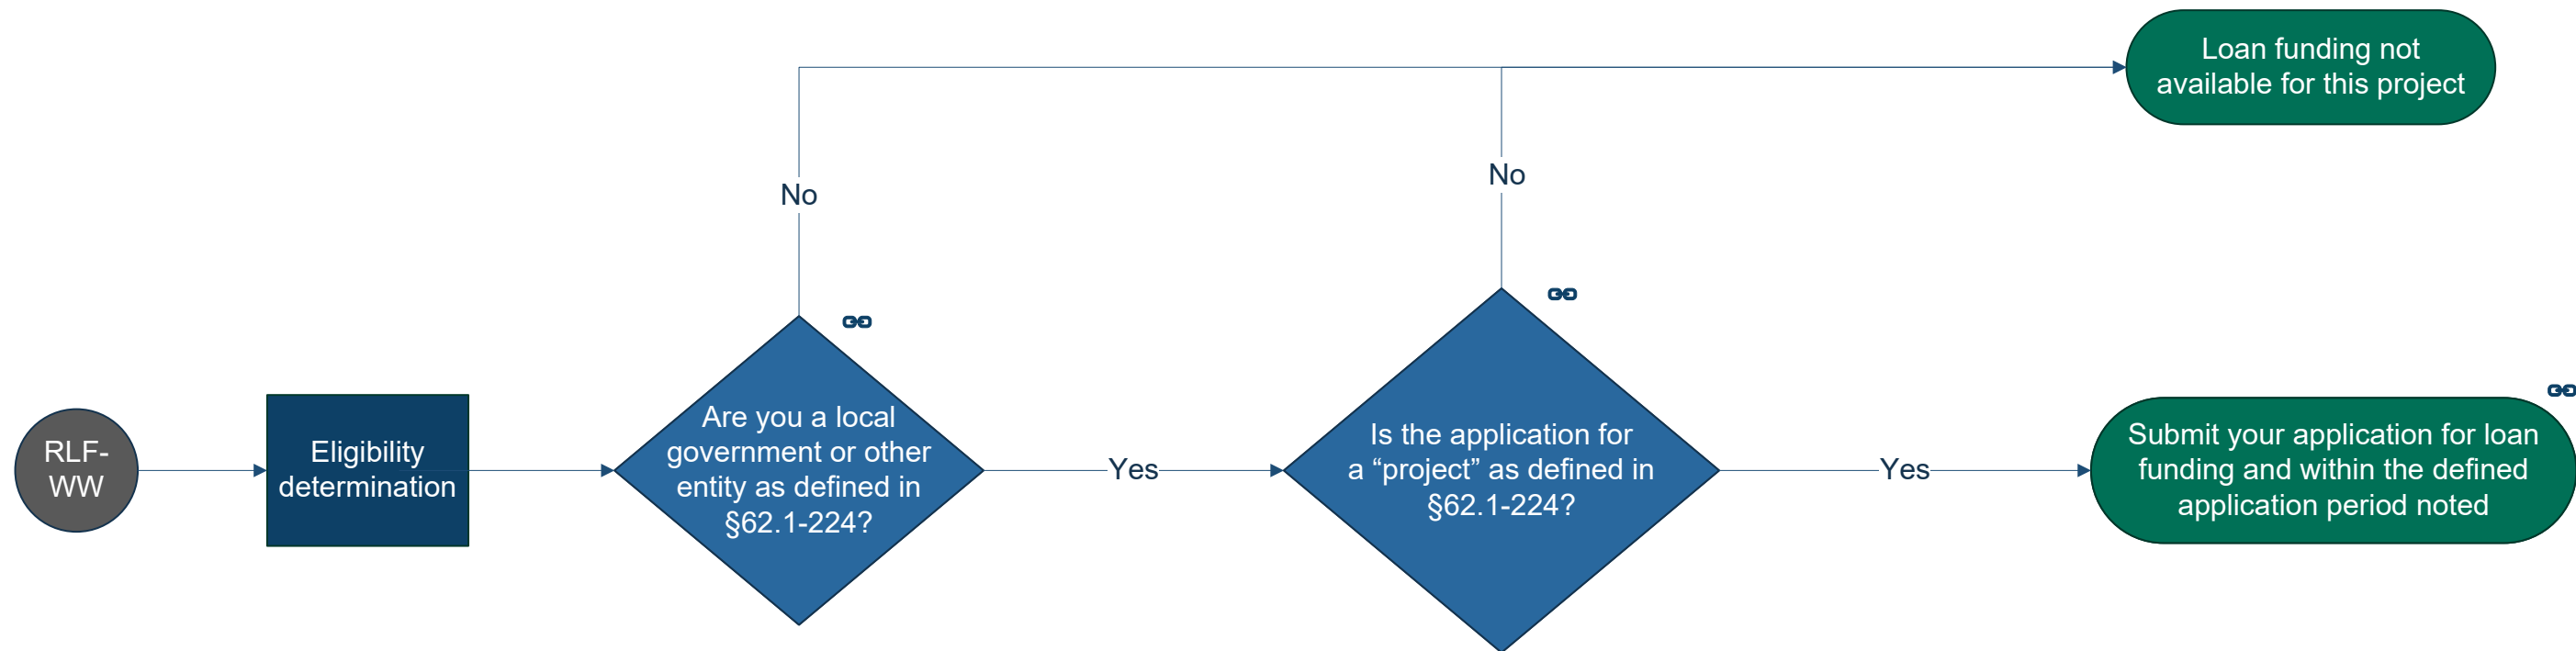 Loan funding not
available for this project
No
No
RLF-
WW
Eligibility
determination
Are you a local
government or other
entity as defined in
§62.1-224?
Yes
Is the application for
a “project” as defined in
§62.1-224?
Yes
Submit your application for loan
funding and within the defined
application period noted